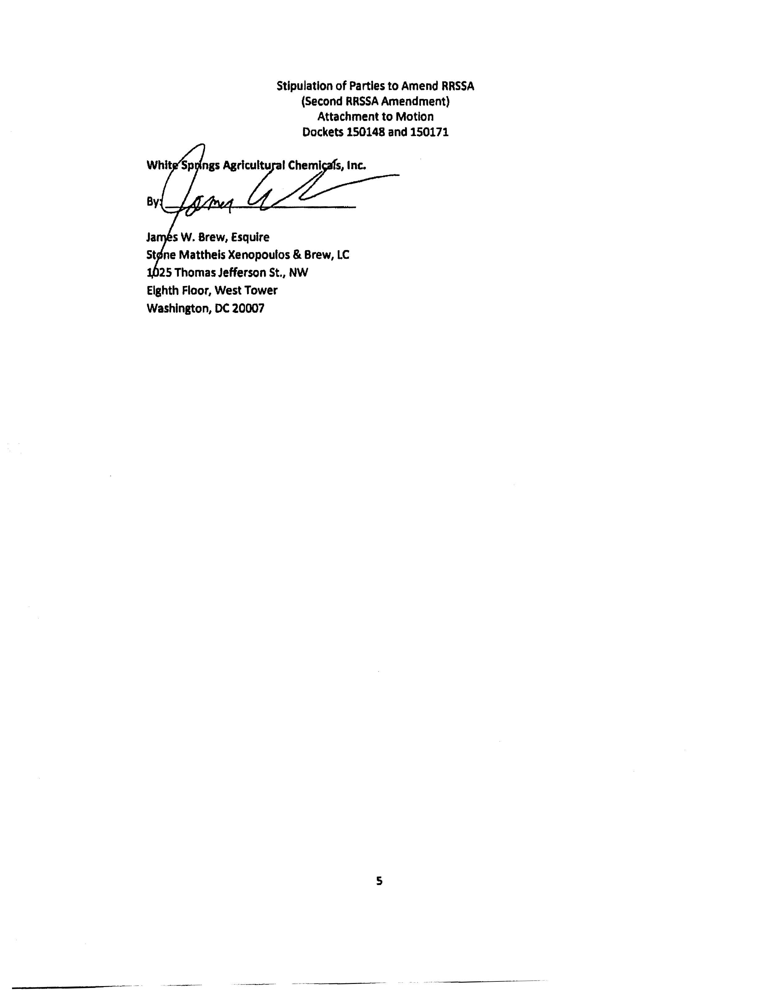 Stipulation of Parties to Amend RRSSA
(Second RRSSA Amendment)
Attachment to Motion
Dockets 150148 and 150171
White Springs Agricultural Chemicals, Inc.
By:
James W. Brew, Esquire
Stone Mattheis Xenopoulos & Brew, LC
1025 Thomas Jefferson St., NW
Eighth Floor, West Tower
Washington, DC 20007
5